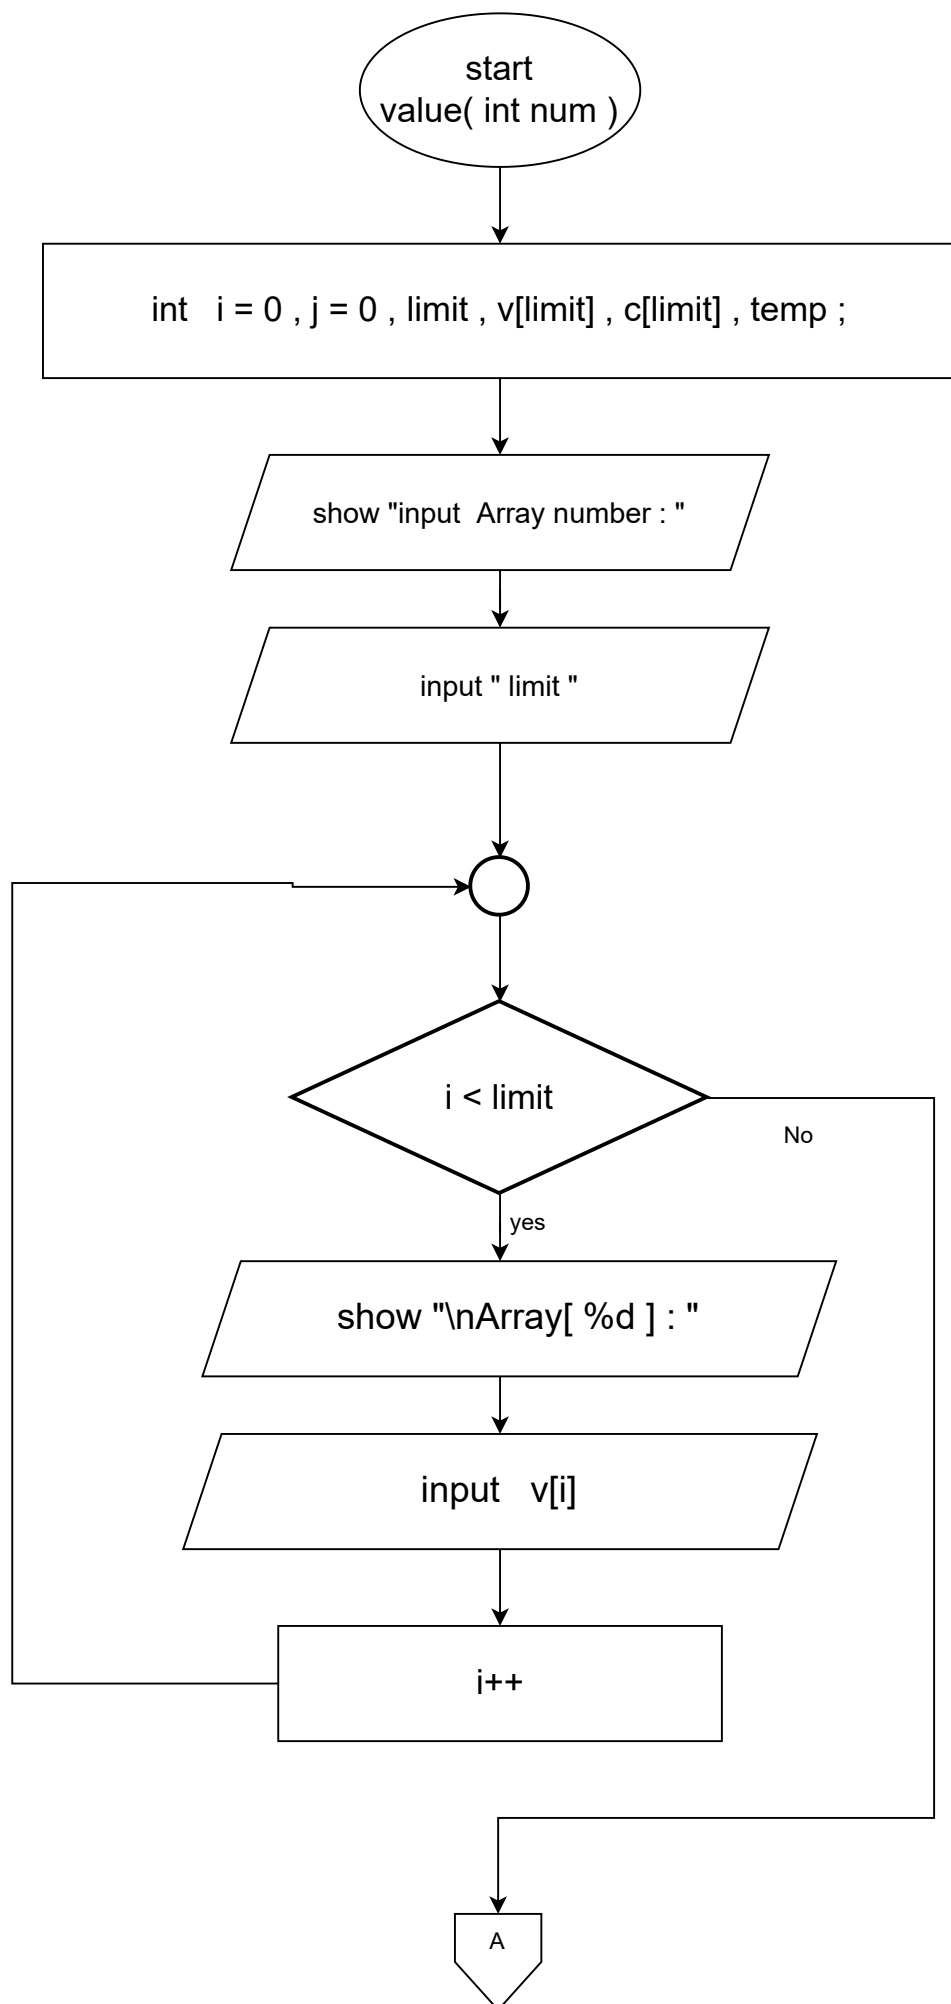 start
value( int num )
int i = 0 , j = 0 , limit , v[limit] , c[limit] , temp ;
show "input Array number : "
input " limit "
i < limit
No
yes
show "\nArray[ %d ] : "
input v[i]
i++
A